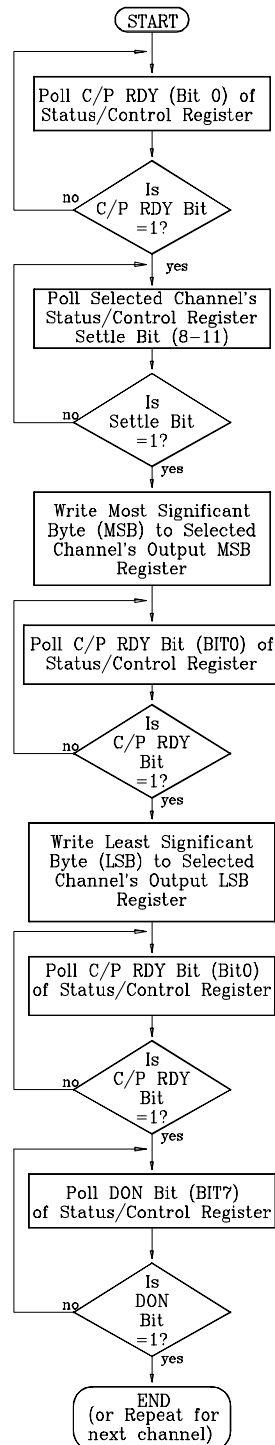 START
Poll C/P RDY (Bit 0) of
Status/Control Register
no
Is
C/P RDY Bit
=1?
yes
Poll Selected Channel's
Status/Control Register
Settle Bit (8-11)
no
Is
Settle Bit
=1?
yes
Write Most Significant
Byte (MSB) to Selected
Channel's Output MSB
Register
Poll C/P RDY Bit (BIT0) of
Status/Control Register
no
Is
C/P RDY
Bit
=1?
yes
Write Least Significant
Byte (LSB) to Selected
Channel's Output LSB
Register
Poll C/P RDY Bit (Bit0)
of Status/Control Register
no
Is
C/P RDY
Bit
=1?
yes
Poll DON Bit (BIT7)
of Status/Control Register
no
Is
DON
Bit
=1?
yes
END
(or Repeat for
next channel)